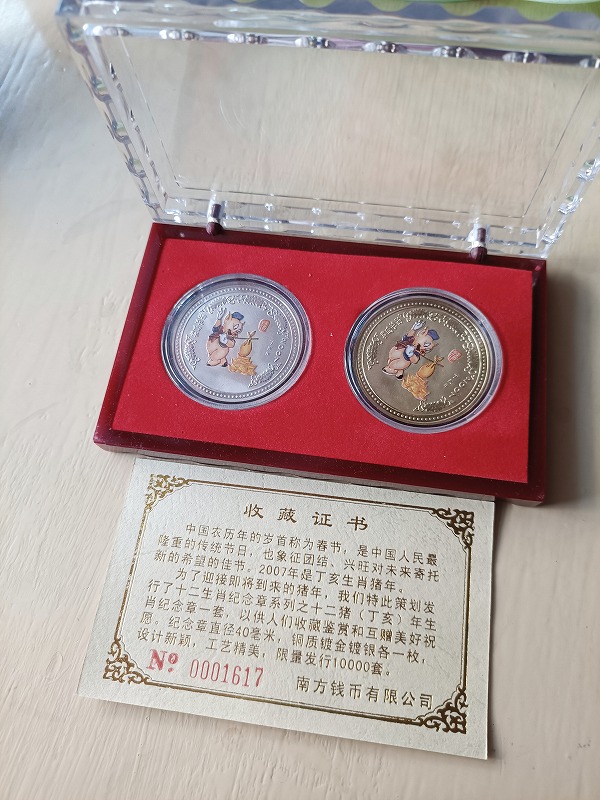 收藏证书
中国农历年的岁首称为春节，是中国人民最
隆重的传统节日，也象征团结、兴旺对未来寄托
新的希望的佳节。2007年是丁亥生肖猪年。
为了迎接即将到来的猪年，我们特此策划发
行了十二生肖纪念章系列之十二猪（丁亥）年生
肖纪念章一套，以供人们收藏鉴赏和互赠美好祝
愿。纪念章直径40毫米，铜质镀金镀银各一枚，
设计新颖，工艺精美，限量发行10000套。
№ 0001617
南方钱币有限公司